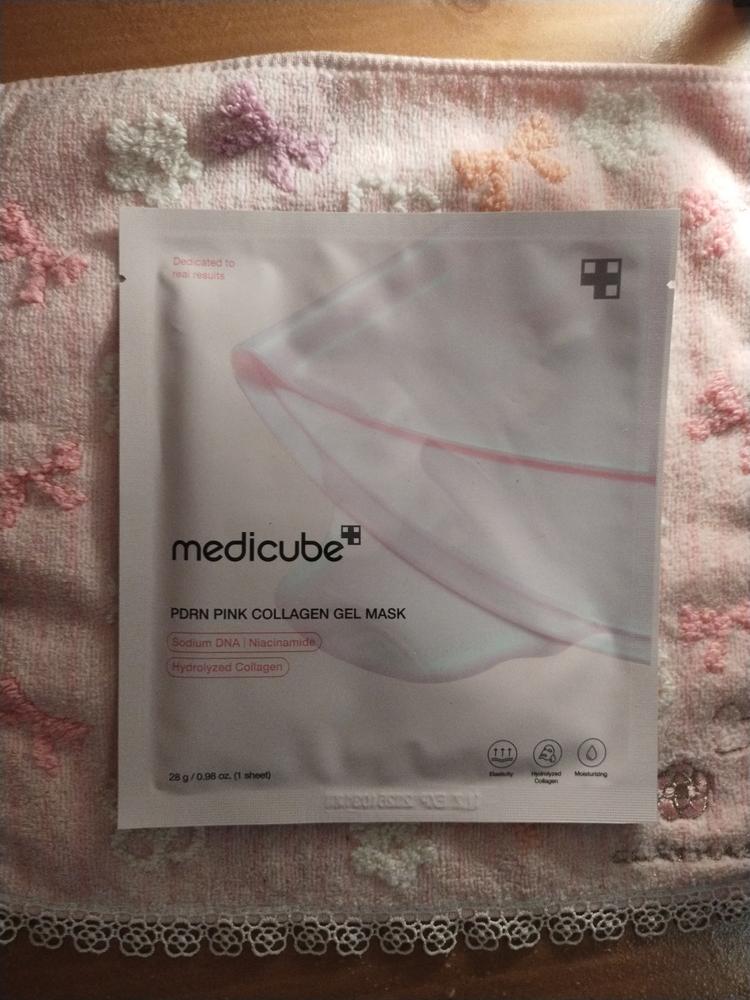 Dedicated to
real results
medicube
PDRN PINK COLLAGEN GEL MASK
Sodium DNA | Niacinamide
Hydrolyzed Collagen
28 g / 0.98 oz. (1 sheet)
Elasticity
Hydrolyzed
Collagen
Moisturizing